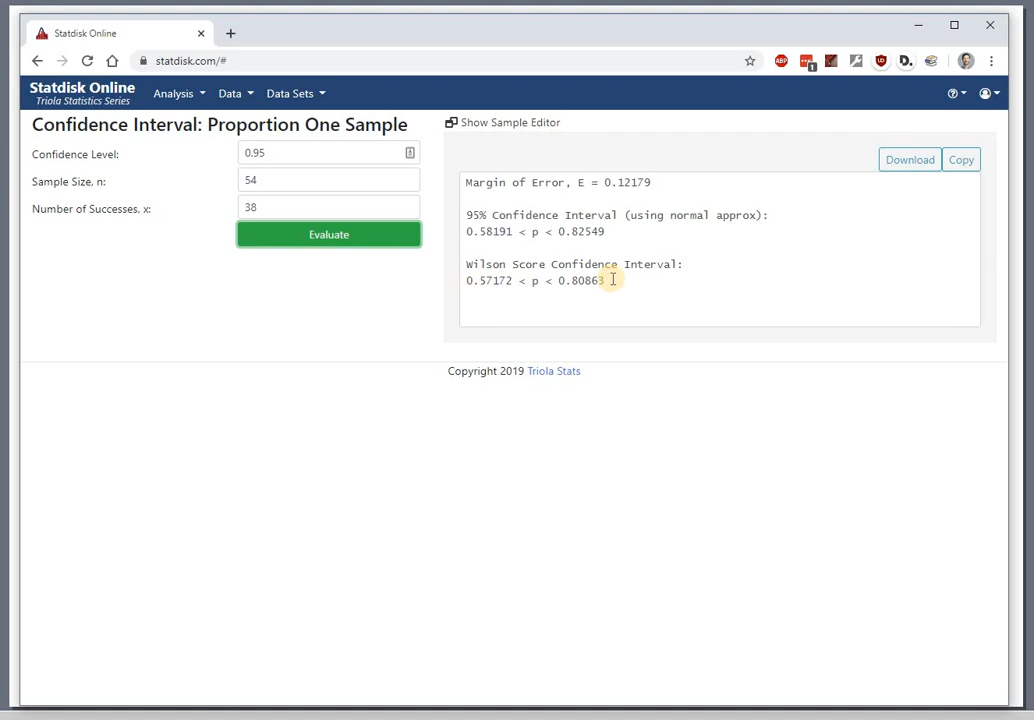 Statdisk Online
statdisk.com/#
ABP
1
D.
Statdisk Online
Triola Statistics Series
Analysis
Data
Data Sets
Confidence Interval: Proportion One Sample
Confidence Level:
0.95
Sample Size, n:
54
Number of Successes, x:
38
Evaluate
Show Sample Editor
Download
Copy
Margin of Error, E = 0.12179
95% Confidence Interval (using normal approx):
0.58191 < p < 0.82549
Wilson Score Confidence Interval:
0.57172 < p < 0.80863
Copyright 2019 Triola Stats